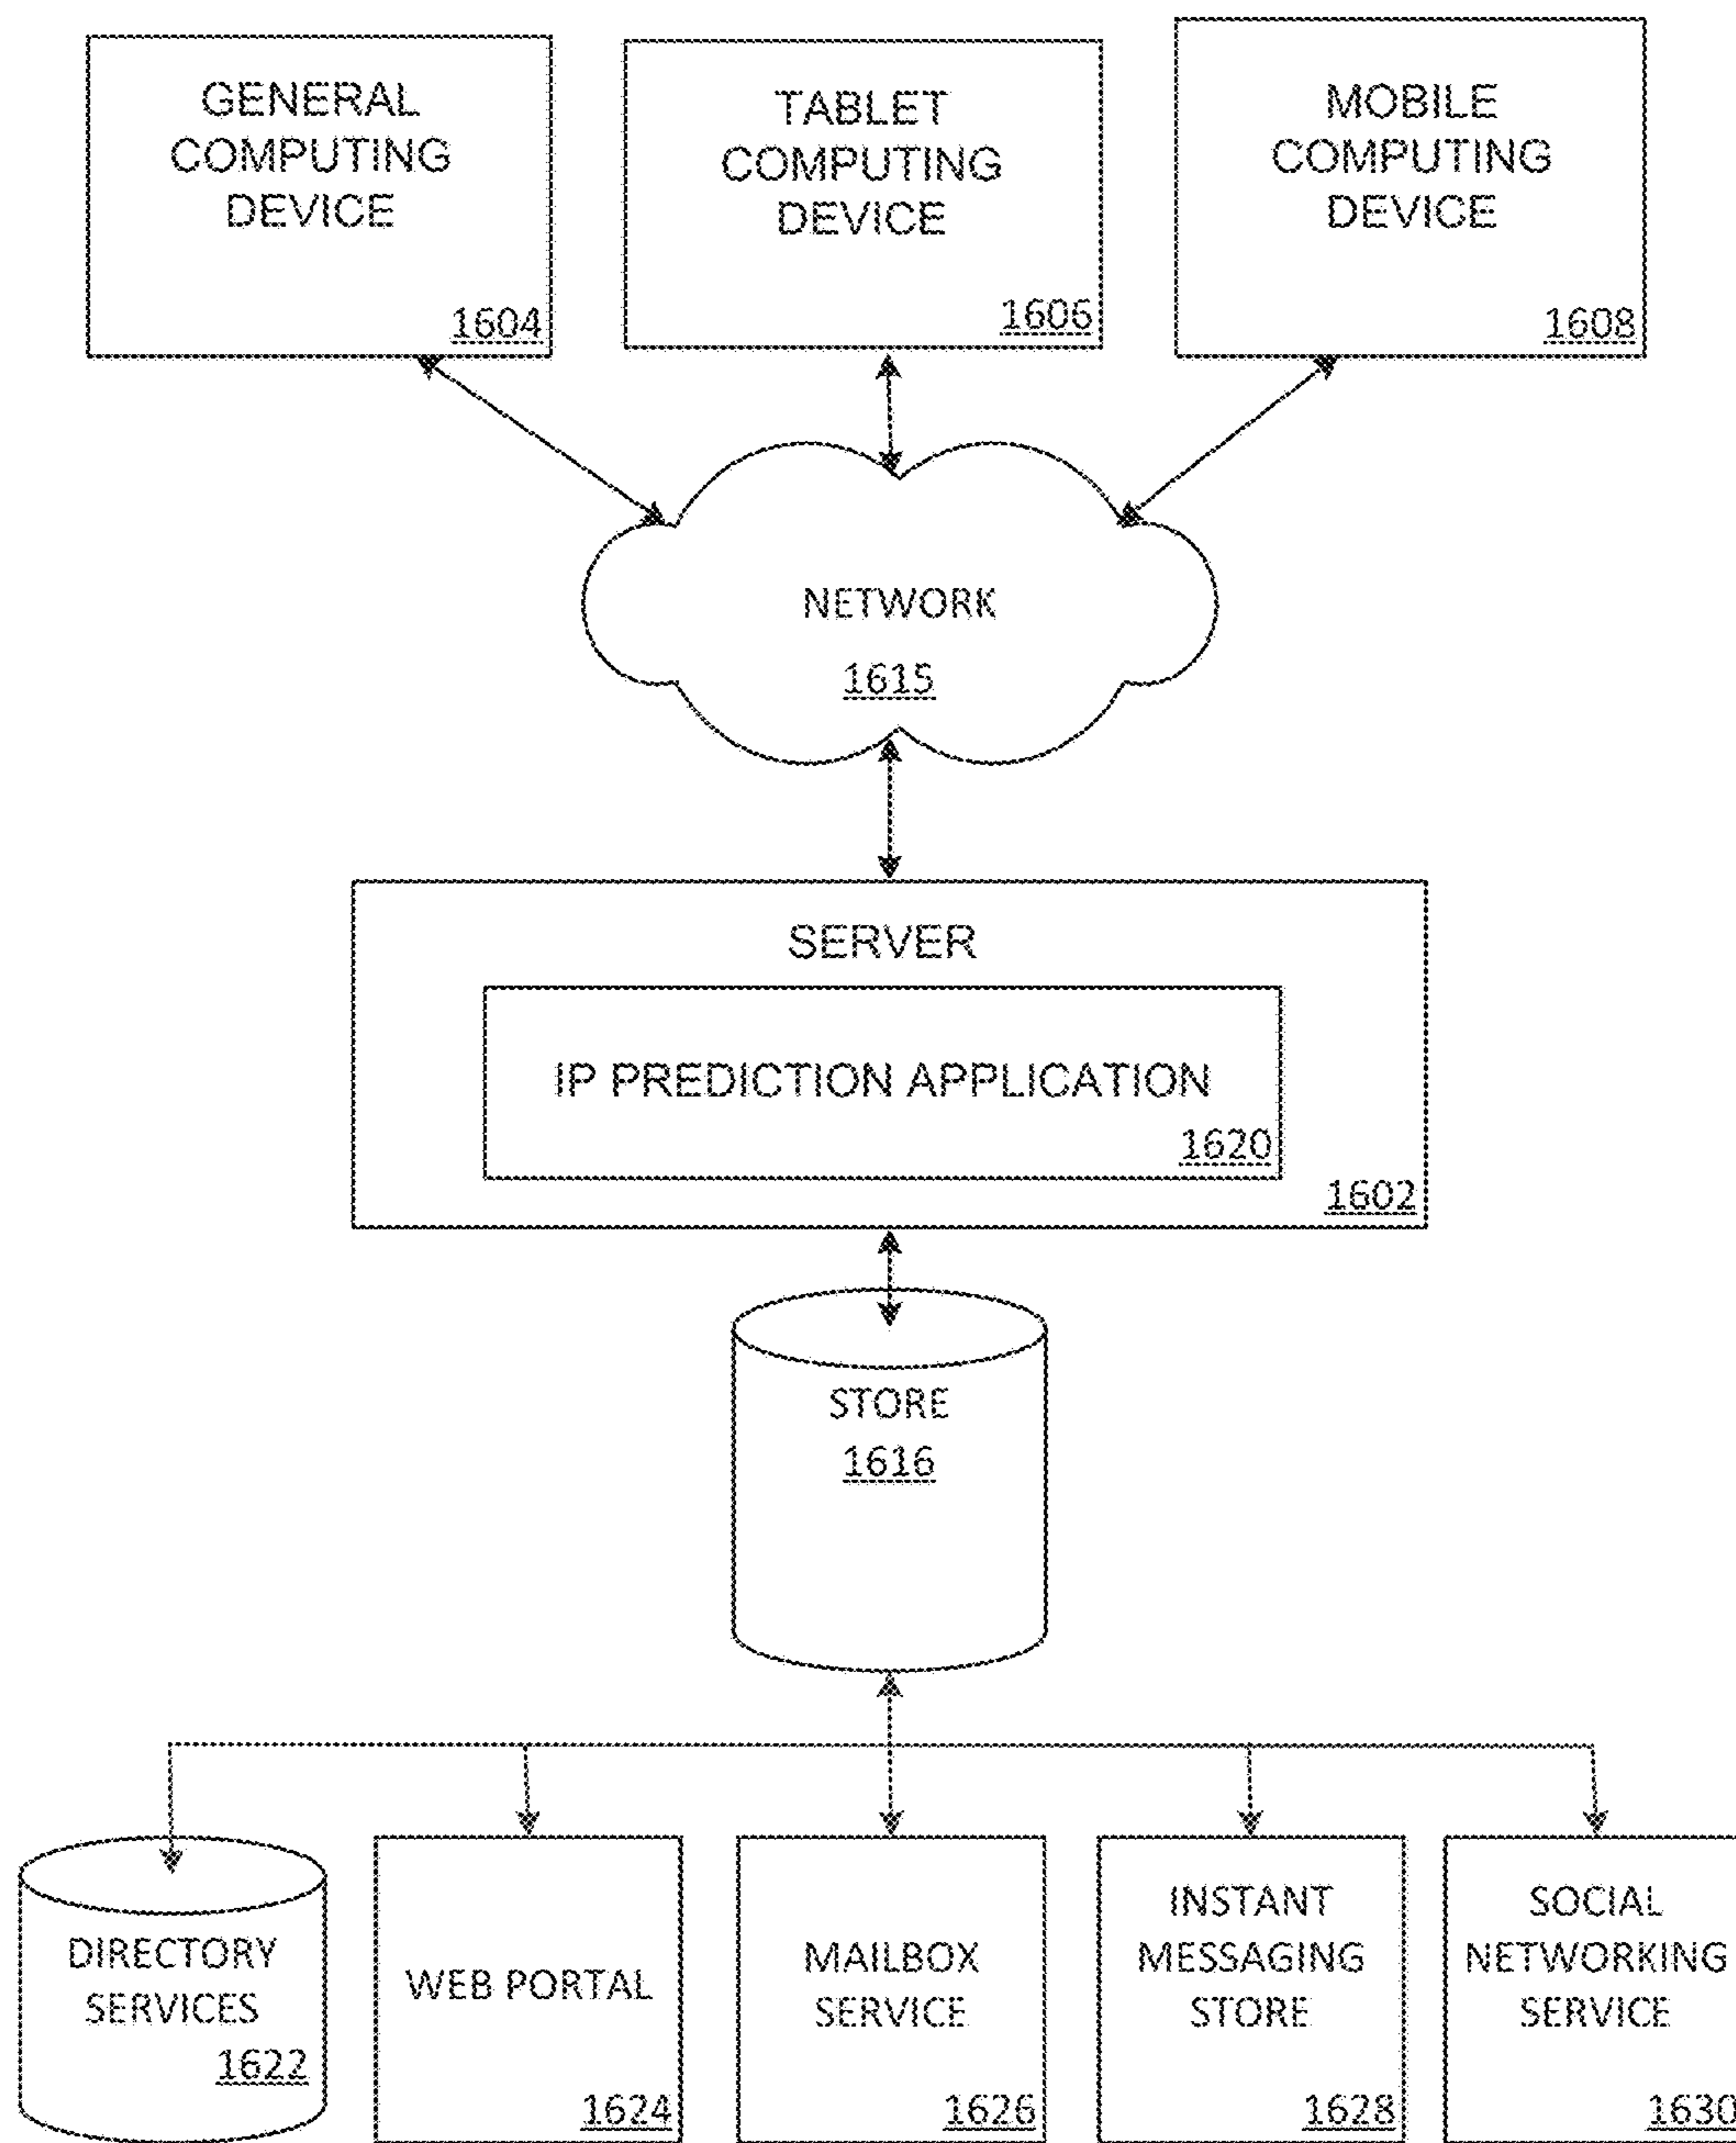 GENERAL
COMPUTING
DEVICE
1604
TABLET
COMPUTING
DEVICE
1606
MOBILE
COMPUTING
DEVICE
1608
NETWORK
1615
SERVER
IP PREDICTION APPLICATION
1620
1602
STORE
1616
DIRECTORY
SERVICES
1622
WEB PORTAL
1624
MAILBOX
SERVICE
1626
INSTANT
MESSAGING
STORE
1628
SOCIAL
NETWORKING
SERVICE
1630